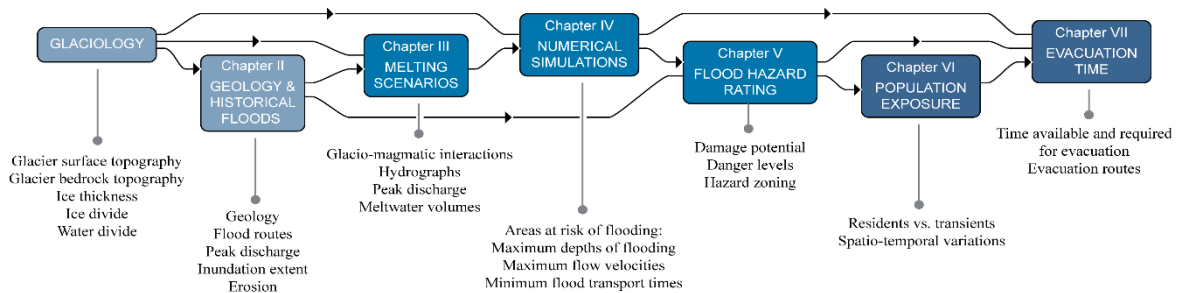 GLACIOLOGY
Glacier surface topography
Glacier bedrock topography
Ice thickness
Ice divide
Water divide
Chapter II
GEOLOGY &
HISTORICAL
FLOODS
Geology
Flood routes
Peak discharge
Inundation extent
Erosion
Chapter III
MELTING
SCENARIOS
Glacio-magmatic interactions
Hydrographs
Peak discharge
Meltwater volumes
Chapter IV
NUMERICAL
SIMULATIONS
Areas at risk of flooding:
Maximum depths of flooding
Maximum flow velocities
Minimum flood transport times
Chapter V
FLOOD HAZARD
RATING
Damage potential
Danger levels
Hazard zoning
Chapter VI
POPULATION
EXPOSURE
Residents vs. transients
Spatio-temporal variations
Chapter VII
EVACUATION
TIME
Time available and required
for evacuation
Evacuation routes